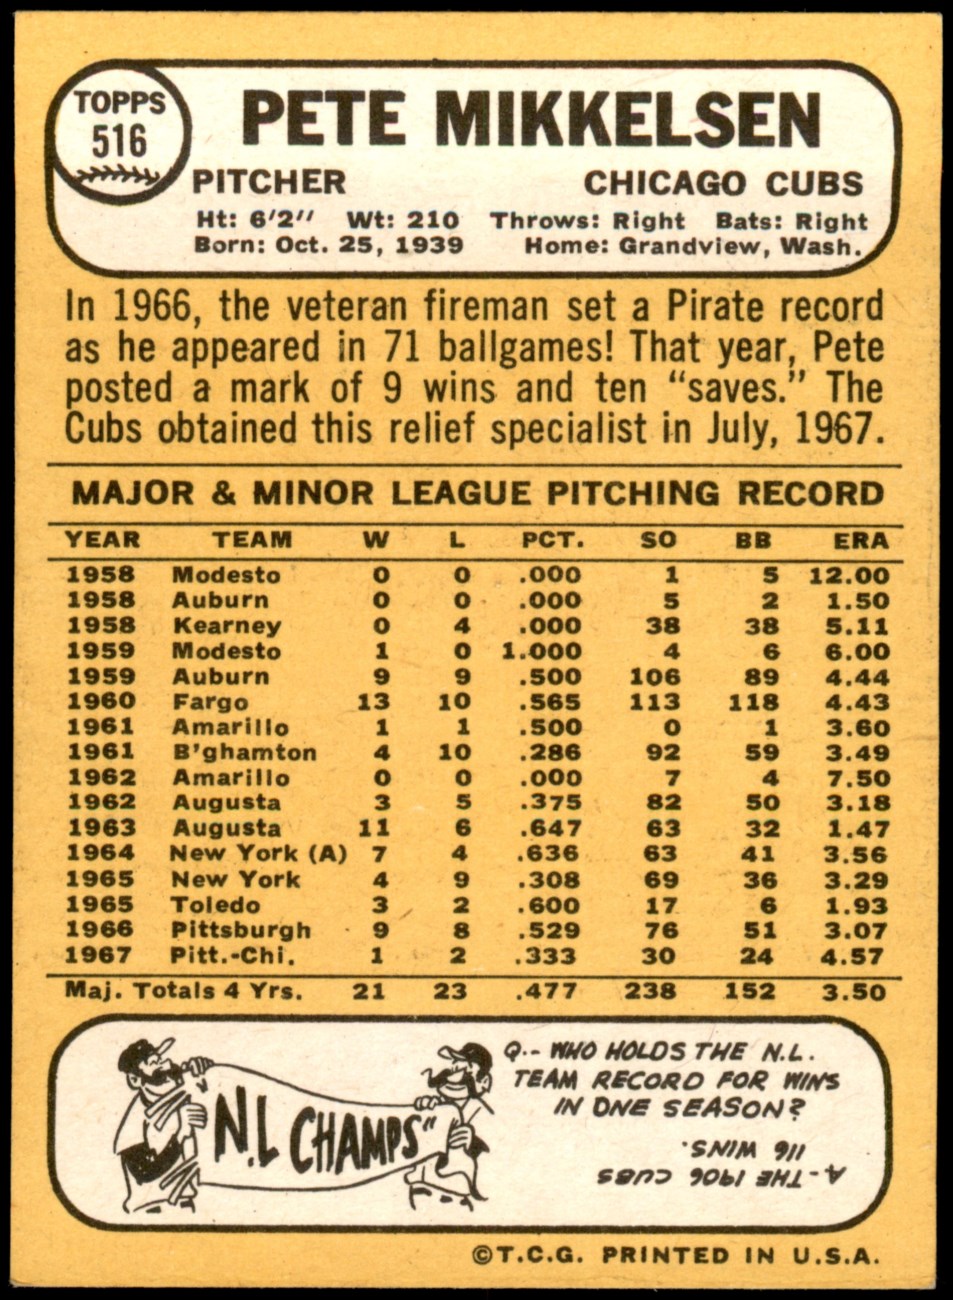 TOPPS
516
PETE MIKKELSEN
PITCHER CHICAGO CUBS
Ht: 6'2" Wt: 210 Throws: Right Bats: Right
Born: Oct. 25, 1939 Home: Grandview, Wash.
In 1966, the veteran fireman set a Pirate record
as he appeared in 71 ballgames! That year, Pete
posted a mark of 9 wins and ten “saves.” The
Cubs obtained this relief specialist in July, 1967.
MAJOR & MINOR LEAGUE PITCHING RECORD
YEAR TEAM W L PCT. SO BB ERA
1958 Modesto 0 0 .000 1 5 12.00
1958 Auburn 0 0 .000 5 2 1.50
1958 Kearney 0 4 .000 38 38 5.11
1959 Modesto 1 0 1.000 4 6 6.00
1959 Auburn 9 9 .500 106 89 4.44
1960 Fargo 13 10 .565 113 118 4.43
1961 Amarillo 1 1 .500 0 1 3.60
1961 B'ghamton 4 10 .286 92 59 3.49
1962 Amarillo 0 0 .000 7 4 7.50
1962 Augusta 3 5 .375 82 50 3.18
1963 Augusta 11 6 .647 63 32 1.47
1964 New York (A) 7 4 .636 63 41 3.56
1965 New York 4 9 .308 69 36 3.29
1965 Toledo 3 2 .600 17 6 1.93
1966 Pittsburgh 9 8 .529 76 51 3.07
1967 Pitt.-Chi. 1 2 .333 30 24 4.57
Maj. Totals 4 Yrs. 21 23 .477 238 152 3.50
"N.L CHAMPS"
Q.-- WHO HOLDS THE N.L.
TEAM RECORD FOR WINS
IN ONE SEASON?
A-THE 1906 CUBS
116 WINS.
©T.C.G. PRINTED IN U.S.A.